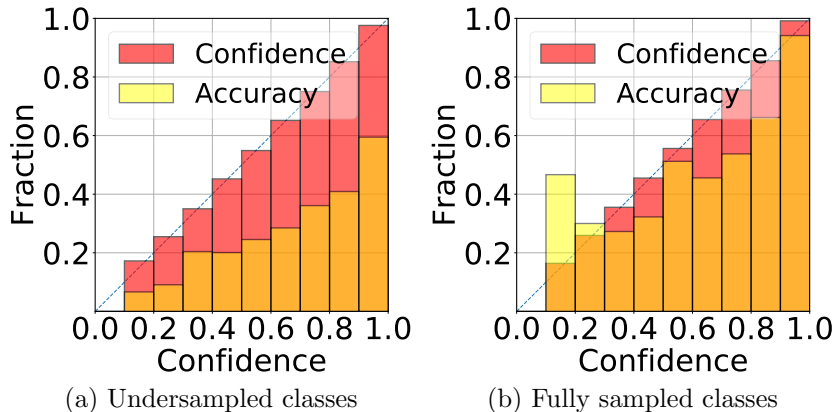 1.0
0.8
0.6
0.4
0.2
Fraction
Confidence
Accuracy
0.0 0.2 0.4 0.6 0.8 1.0
Confidence
(a) Undersampled classes
1.0
0.8
0.6
0.4
0.2
Fraction
Confidence
Accuracy
0.0 0.2 0.4 0.6 0.8 1.0
Confidence
(b) Fully sampled classes